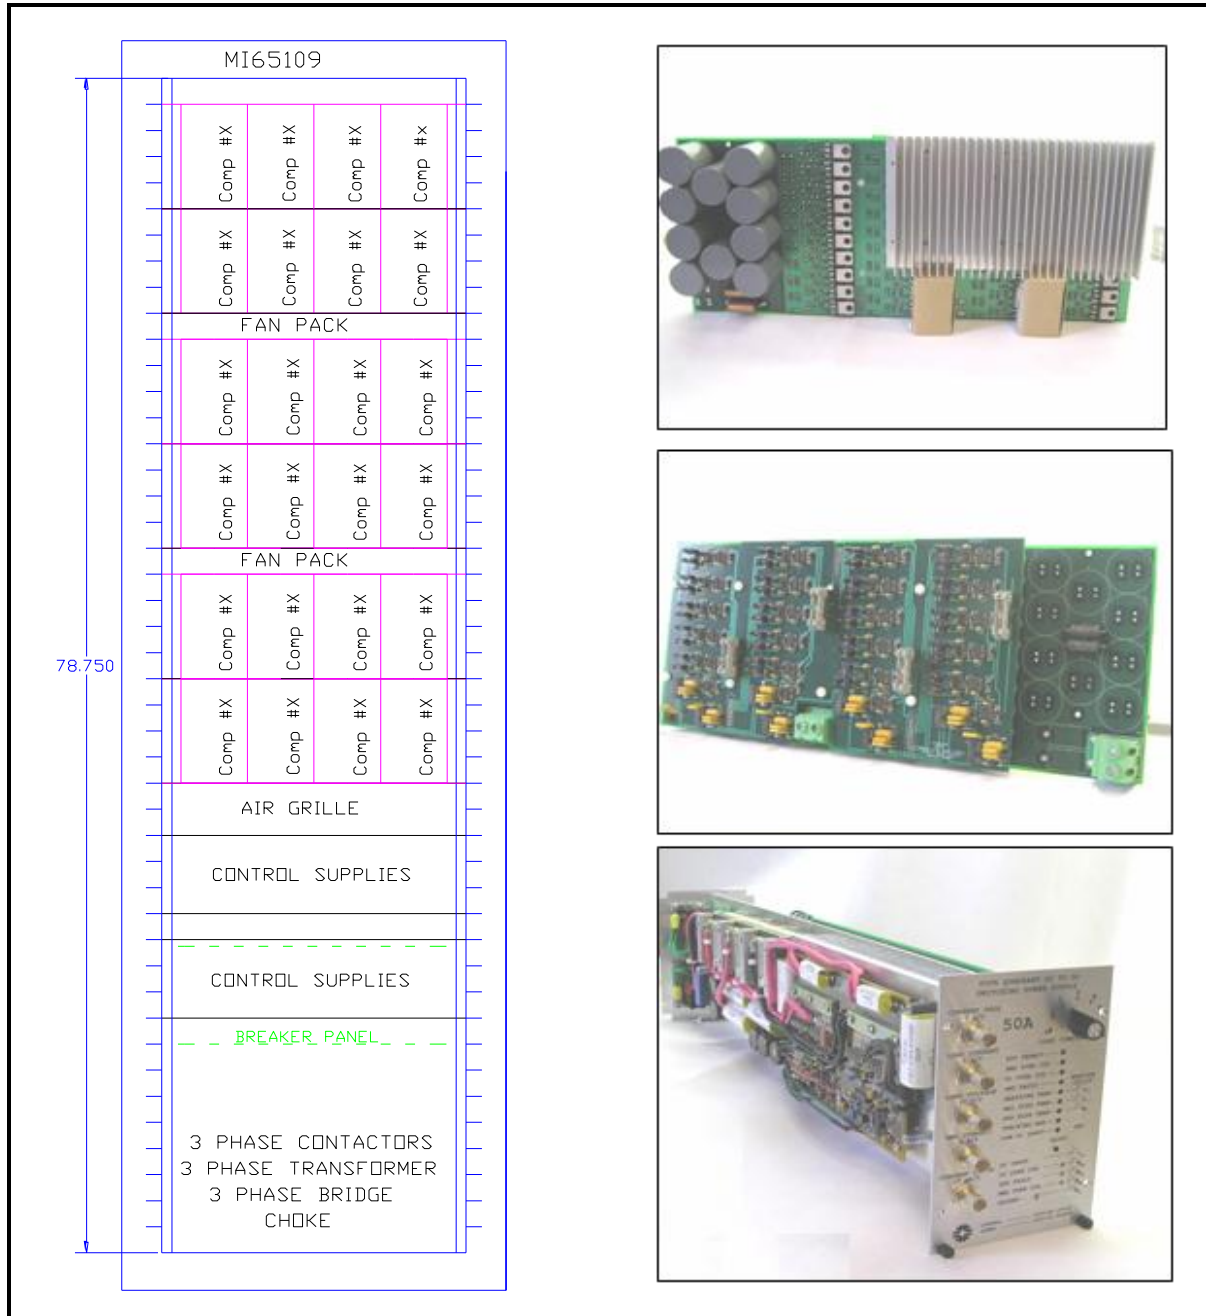 MI65109
Comp #X Comp #X Comp #X Comp #x
Comp #X Comp #X Comp #X Comp #X
FAN PACK
Comp #X Comp #X Comp #X Comp #X
Comp #X Comp #X Comp #X Comp #X
FAN PACK
Comp #X Comp #X Comp #X Comp #X
78.750
Comp #X Comp #X Comp #X Comp #X
AIR GRILLE
CONTROL SUPPLIES
CONTROL SUPPLIES
BREAKER PANEL
3 PHASE CONTACTORS
3 PHASE TRANSFORMER
3 PHASE BRIDGE
CHOKE
50A